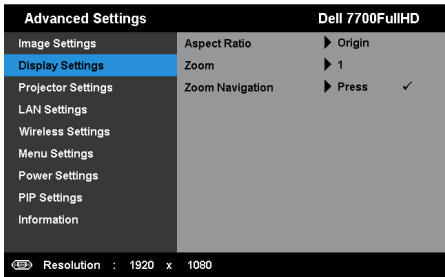 Advanced Settings Dell 7700FullHD
Image Settings Aspect Ratio Origin
Display Settings Zoom 1
Projector Settings Zoom Navigation Press
LAN Settings
Wireless Settings
Menu Settings
Power Settings
PIP Settings
Information
Resolution : 1920 x 1080